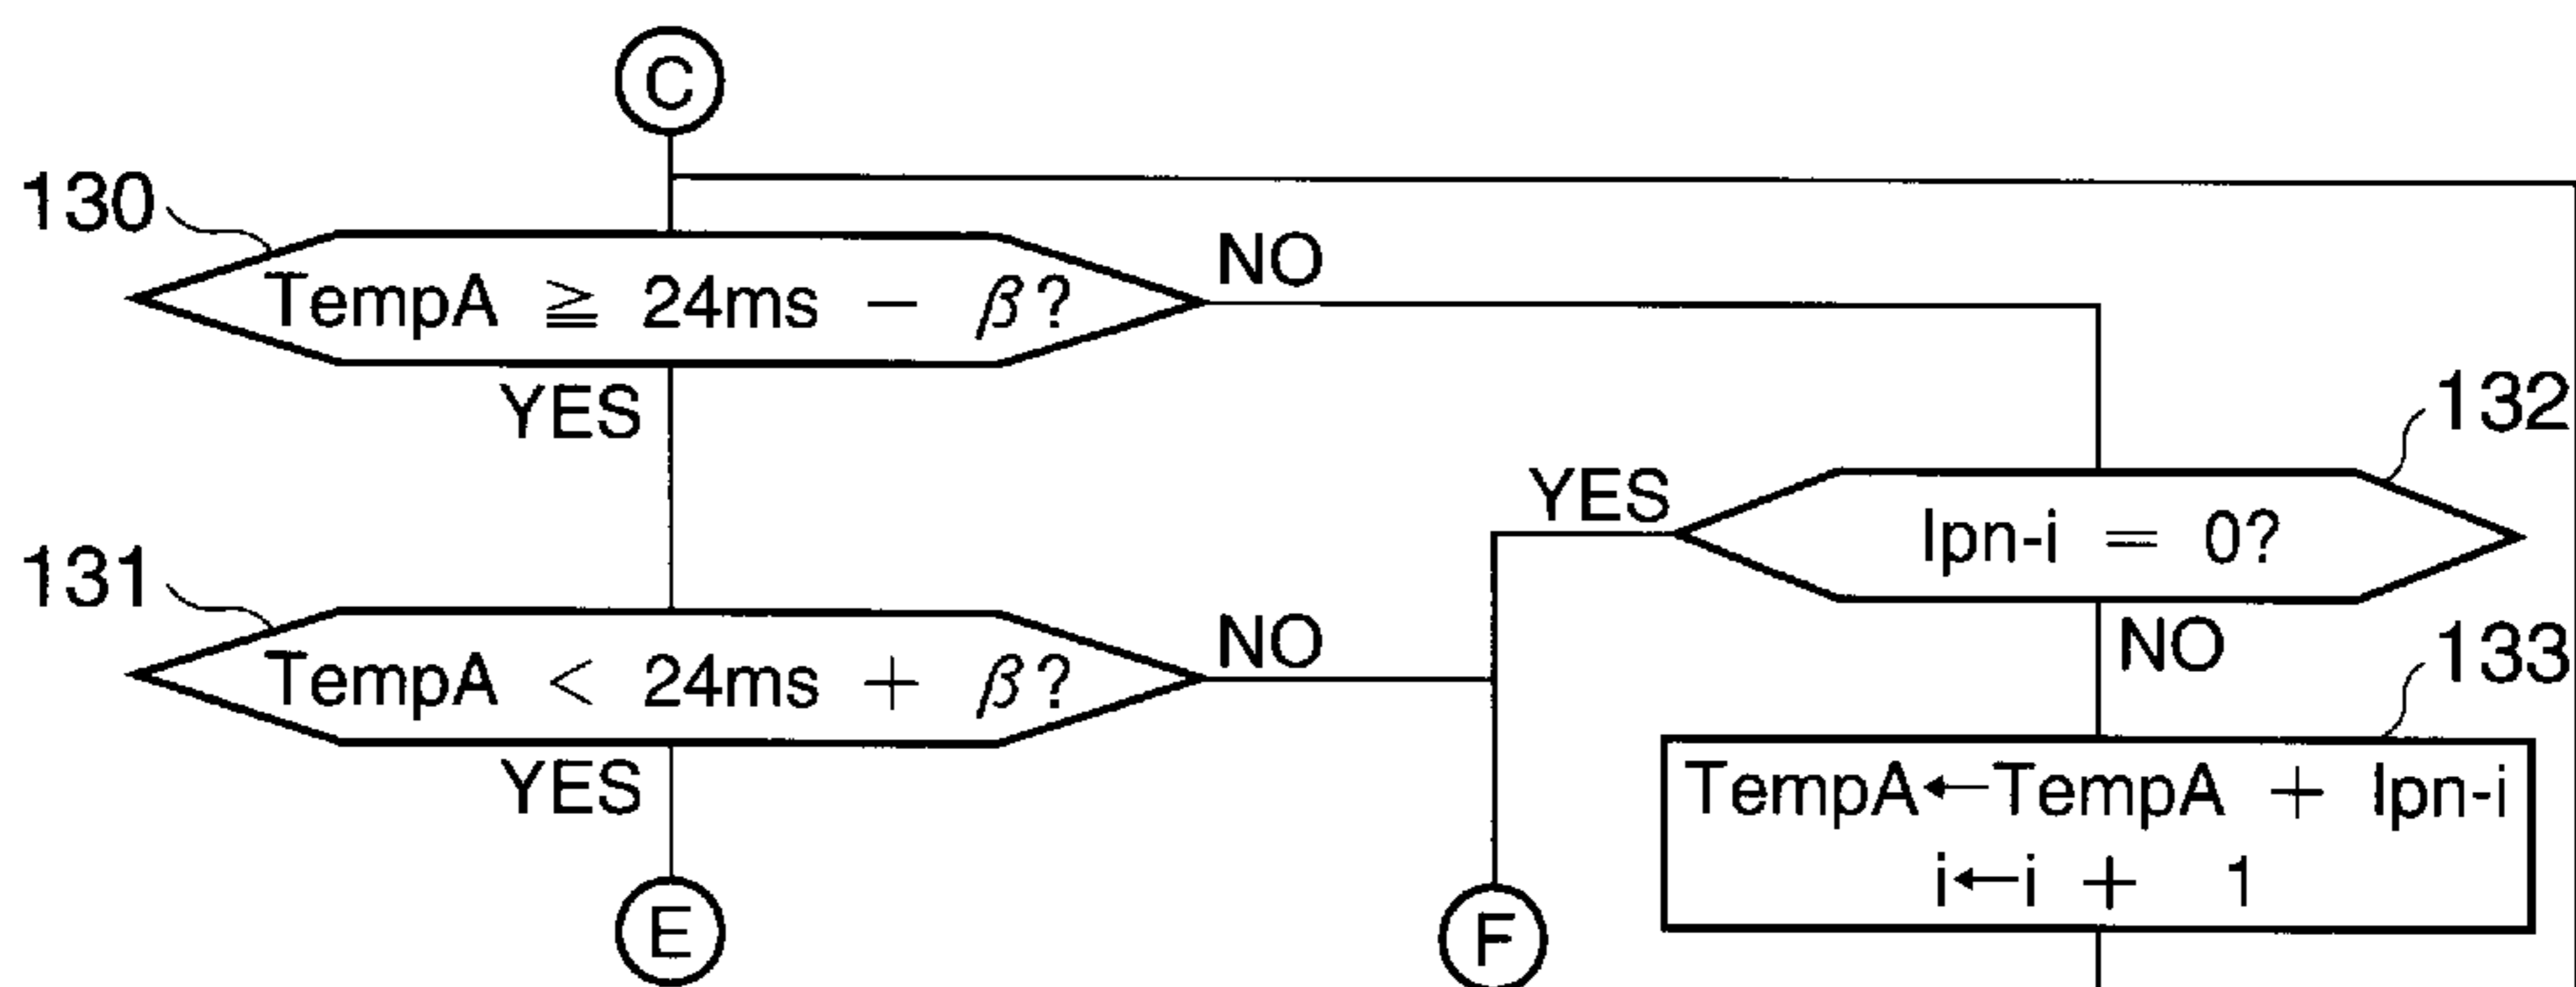 C
130
TempA ≧ 24ms − β?
NO
YES
132
YES
Ipn-i = 0?
131
TempA < 24ms + β?
NO
NO
133
YES
TempA←TempA + Ipn-i
i←i + 1
E
F